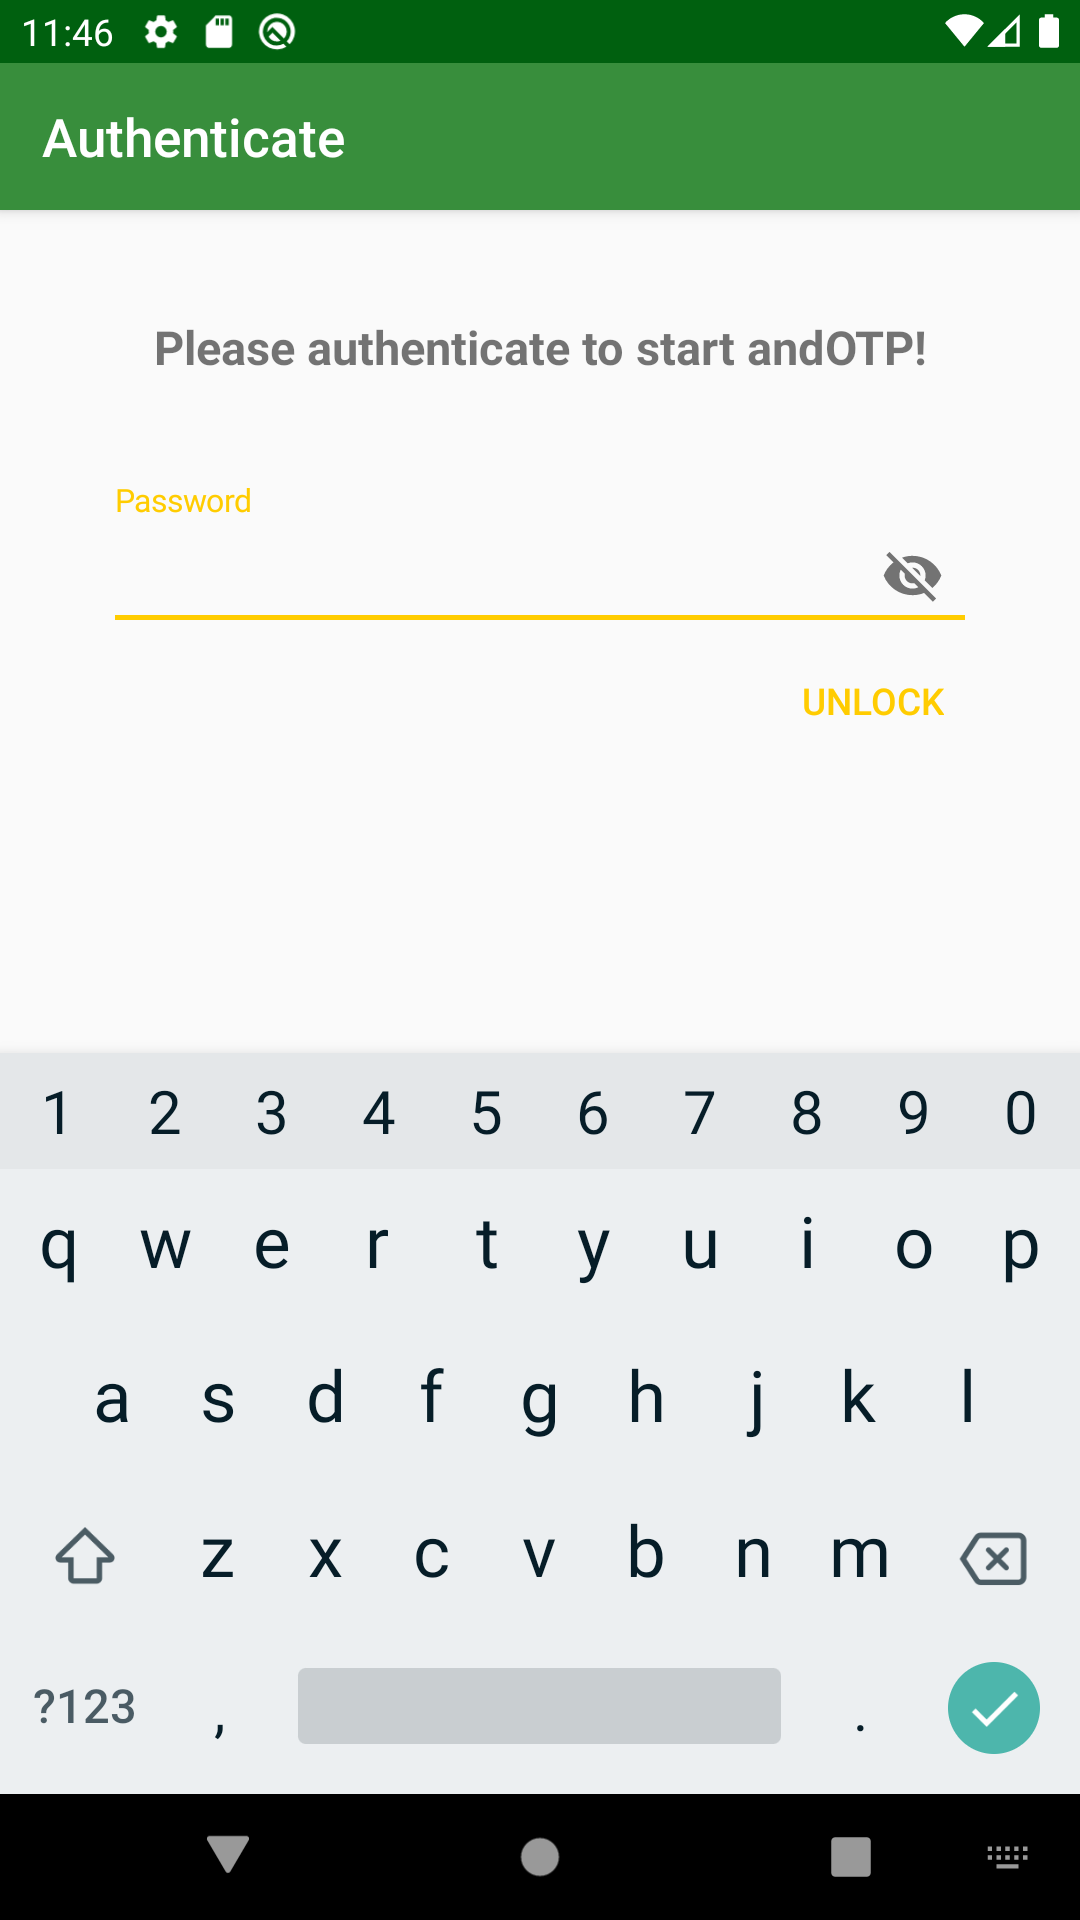 11:46
Authenticate
Please authenticate to start andOTP!
Password
UNLOCK
1 2 3 4 5 6 7 8 9 0
q w e r t y u i o p
a s d f g h j k l
z x c v b n m
?123 , .